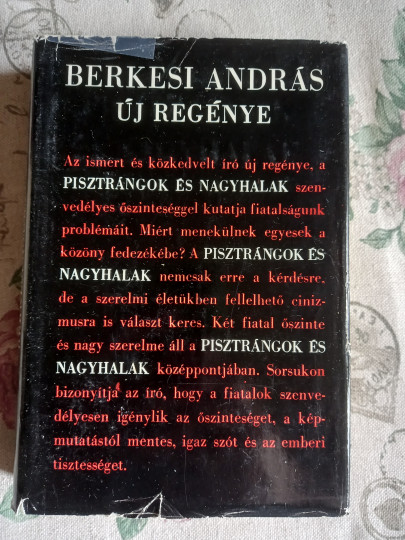 BERKESI ANDRÁS
ÚJ REGÉNYE
Az ismert és közkedvelt író új regénye, a
PISZTRÁNGOK ÉS NAGYHALAK szen-
vedélyes őszinteséggel kutatja fiatalságunk
problémáit. Miért menekülnek egyesek a
közöny fedezékébe? A PISZTRÁNGOK ÉS
NAGYHALAK nemcsak erre a kérdésre,
de a szerelmi életükben fellelhető ciniz-
musra is választ keres. Két fiatal őszinte
és nagy szerelme áll a PISZTRÁNGOK ÉS
NAGYHALAK középpontjában. Sorsukon
bizonyítja az író, hogy a fiatalok szenve-
délyesen igénylik az őszinteséget, a kép-
mutatástól mentes, igaz szót és az emberi
tisztességet.